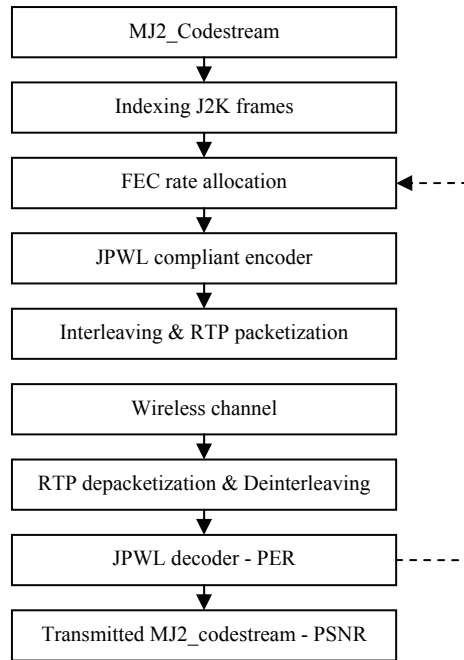 MJ2_Codestream
Indexing J2K frames
FEC rate allocation
JPWL compliant encoder
Interleaving & RTP packetization
Wireless channel
RTP depacketization & Deinterleaving
JPWL decoder - PER
Transmitted MJ2_codestream - PSNR